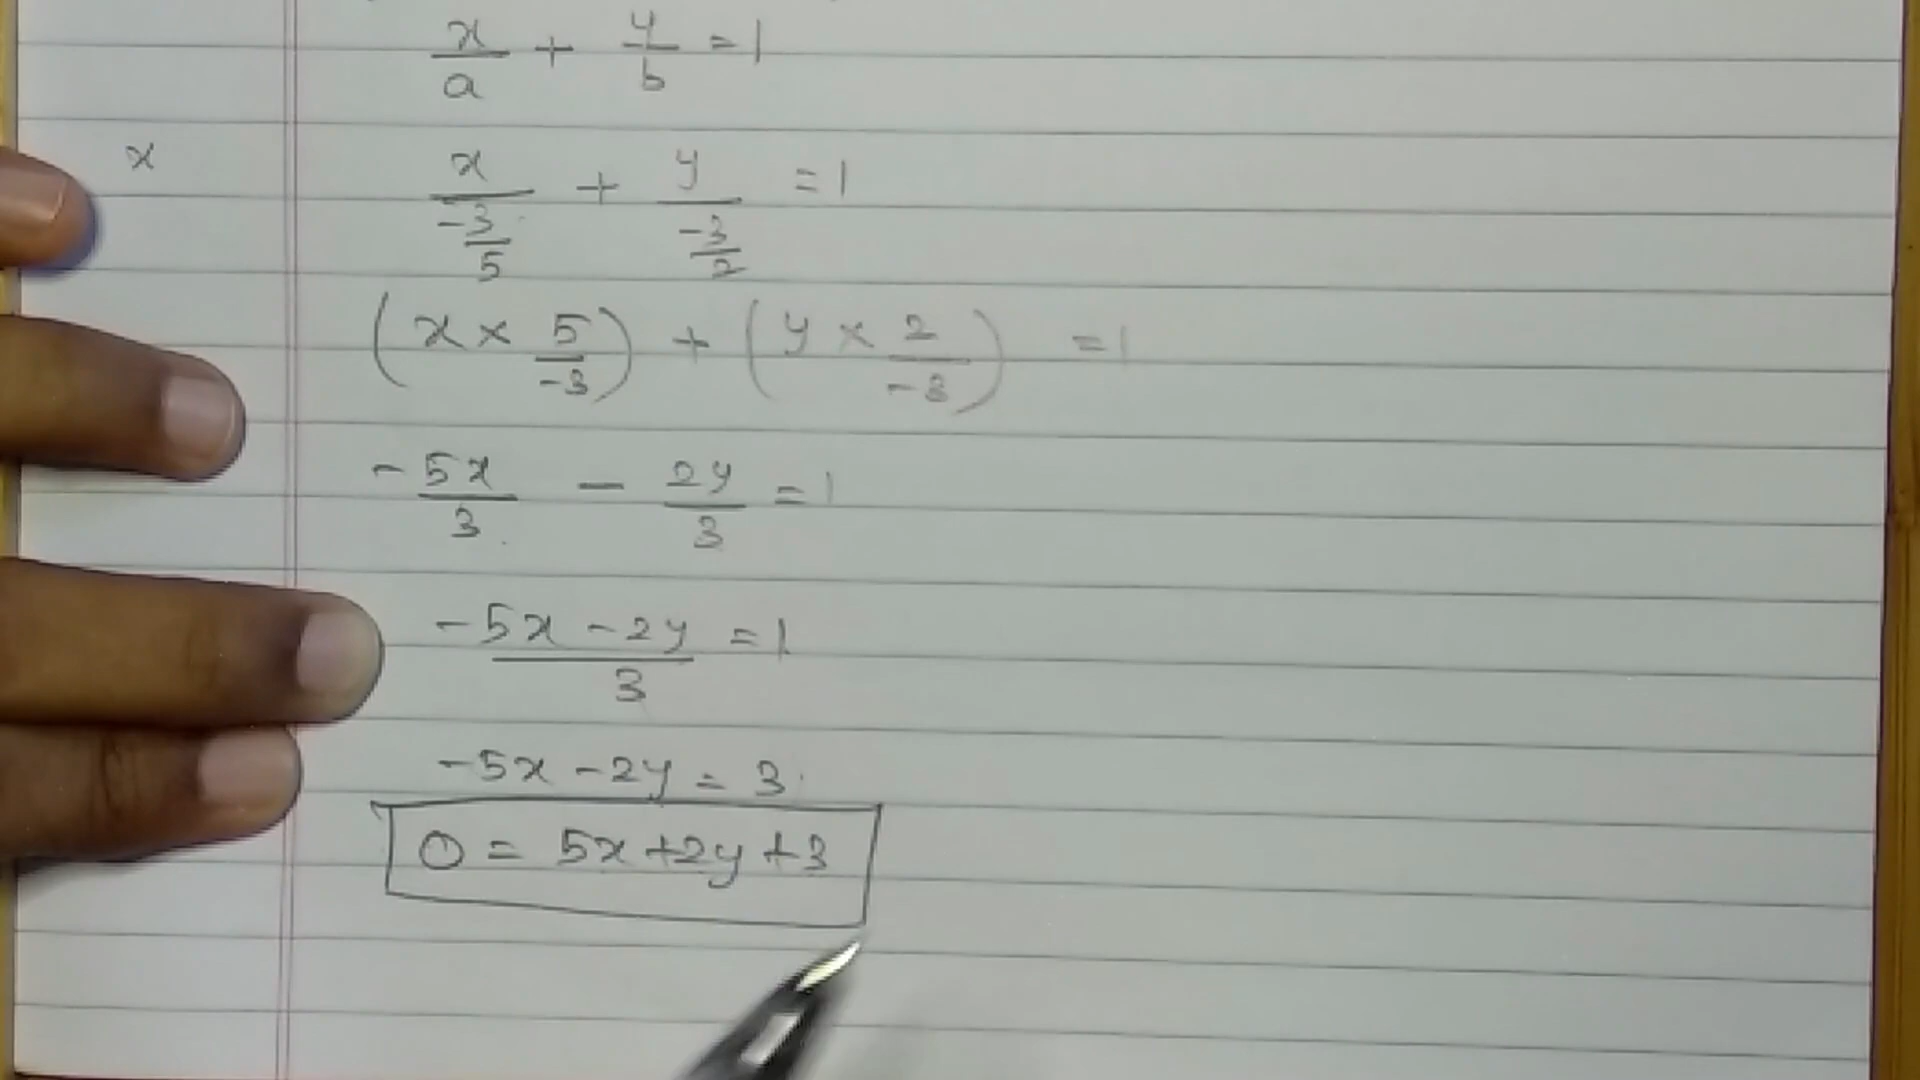 x/a + y/b = 1
x x/(-3/5) + y/(-3/2) = 1
(x × 5/-3) + (y × 2/-3) = 1
-5x/3 - 2y/3 = 1
-5x - 2y/3 = 1
-5x - 2y = 3
0 = 5x + 2y + 3